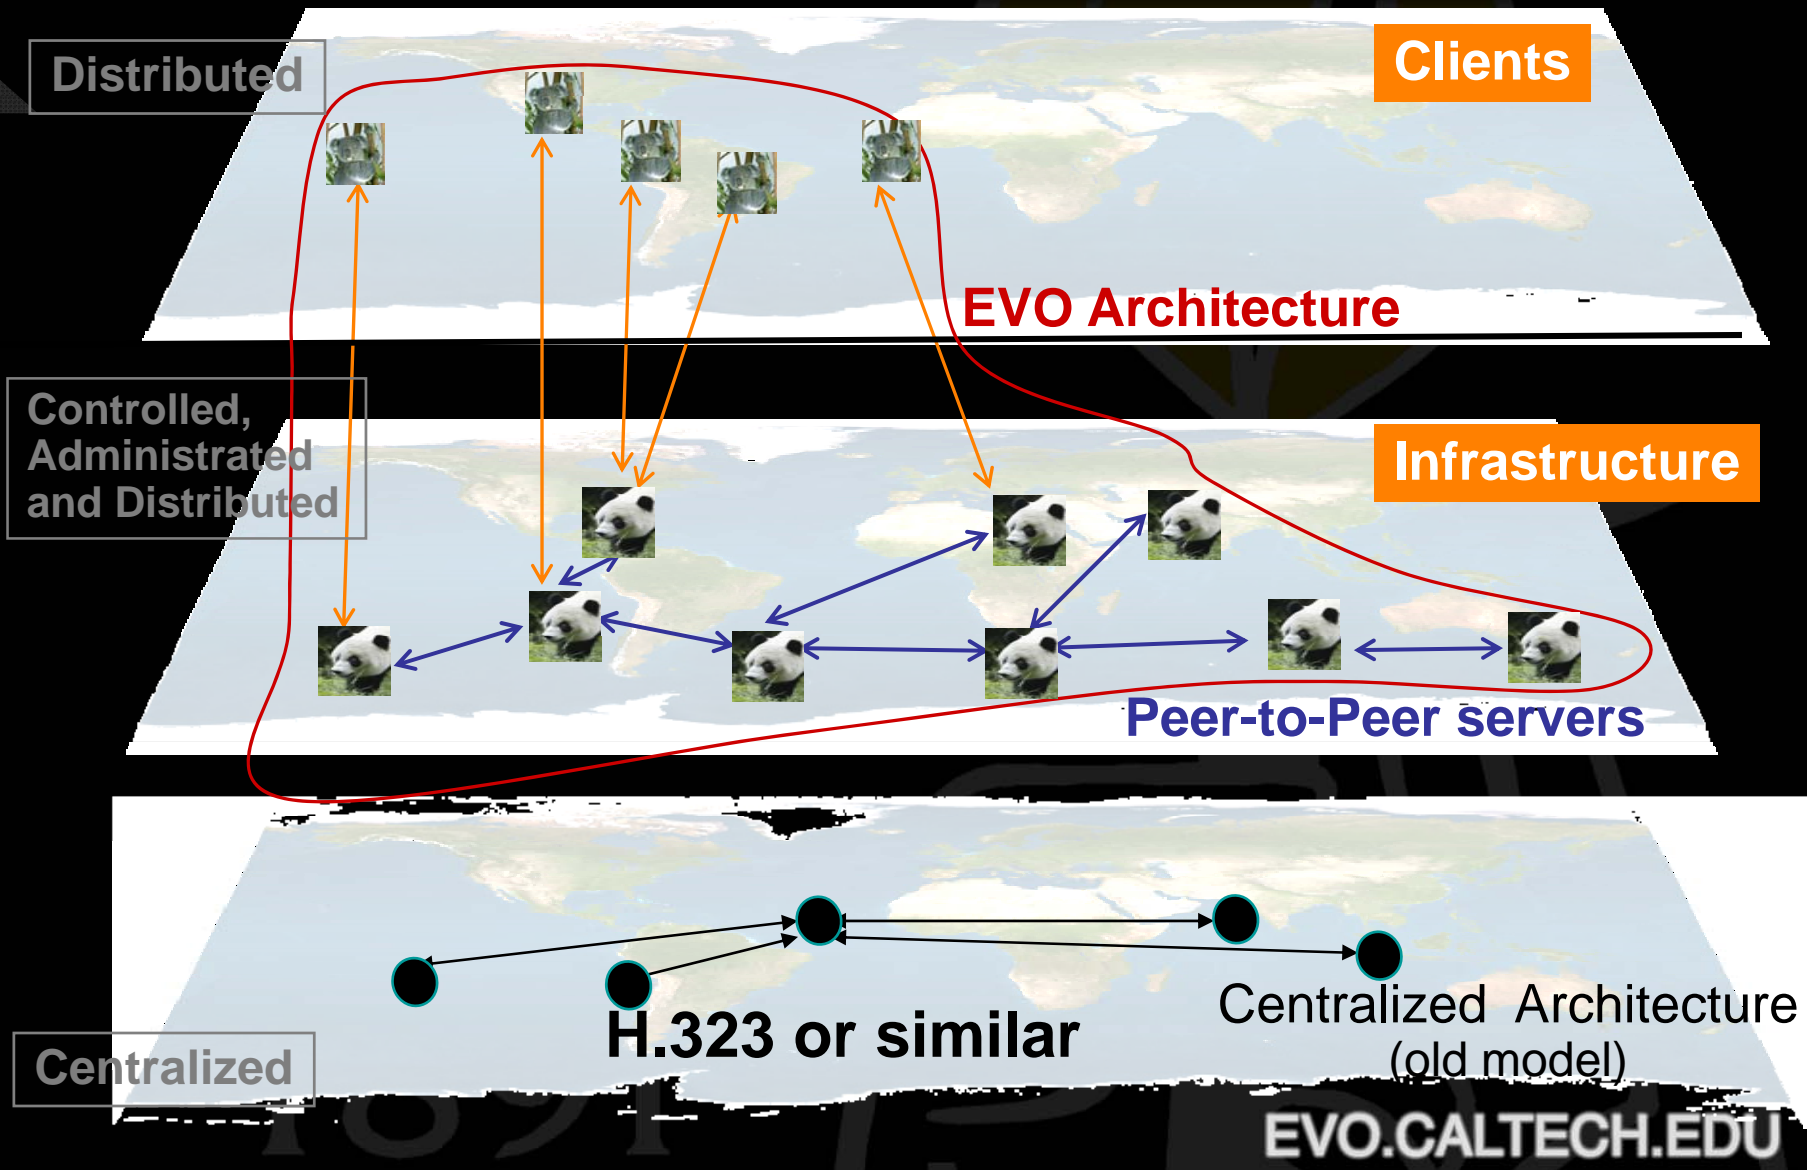 Distributed
Clients
EVO Architecture
Controlled,
Administrated
and Distributed
Infrastructure
Peer-to-Peer servers
H.323 or similar
Centralized Architecture
(old model)
Centralized
1891
EVO.CALTECH.EDU